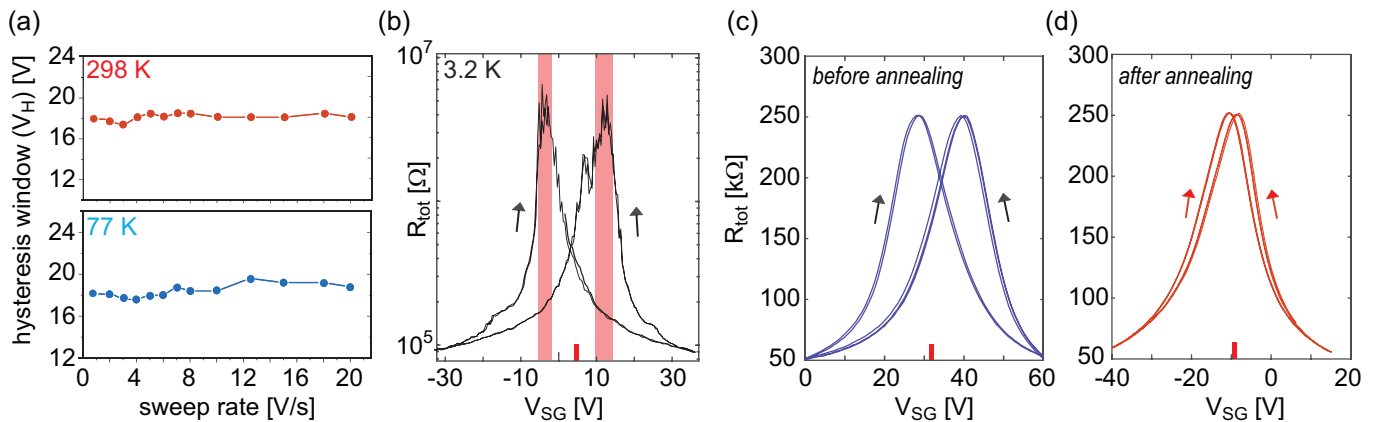 (a)
hysteresis window (V_H) [V]
24
20
16
12
298 K
24
20
16
12
77 K
0
4
8
12
16
20
sweep rate [V/s]
(b)
R_tot [Ω]
10^7
10^5
3.2 K
-30
-10
10
30
V_SG [V]
(c)
R_tot [kΩ]
300
250
200
150
100
50
before annealing
0
20
40
60
V_SG [V]
(d)
300
250
200
150
100
50
after annealing
-40
-20
0
20
V_SG [V]